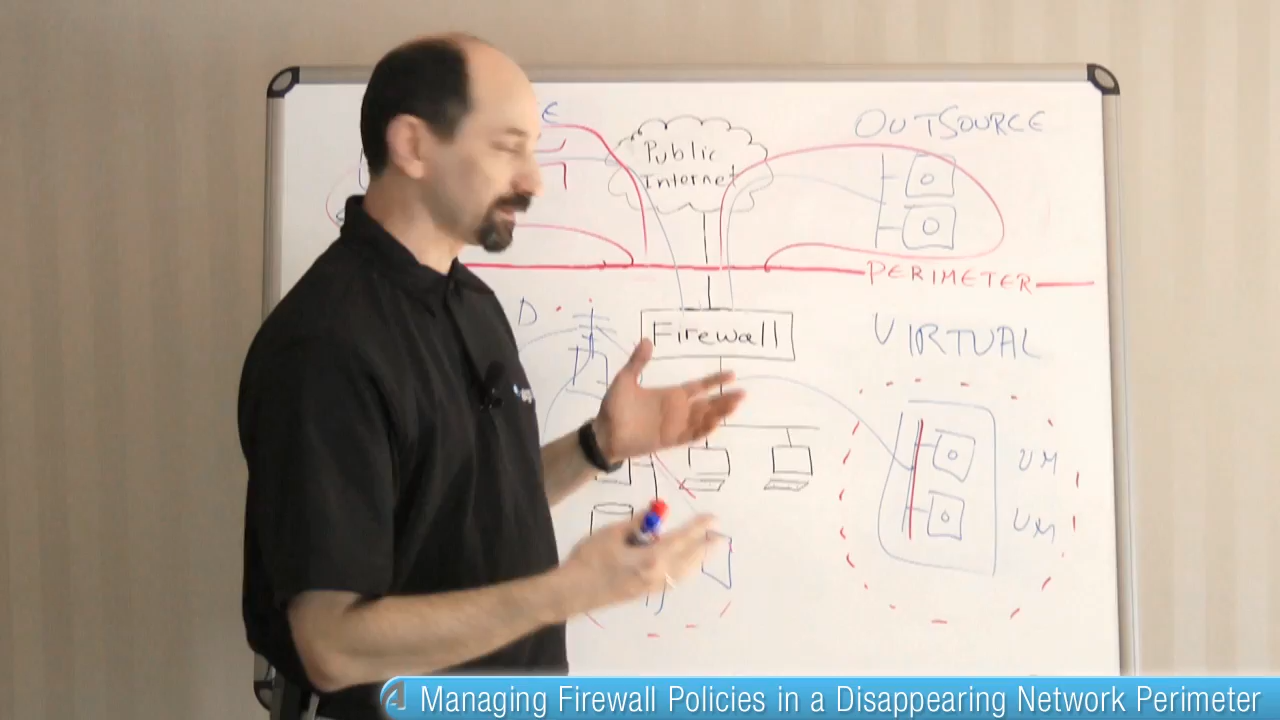 E
Public
Internet
OUTSOURCE
PERIMETER
D
Firewall
VIRTUAL
VM
VM
Managing Firewall Policies in a Disappearing Network Perimeter